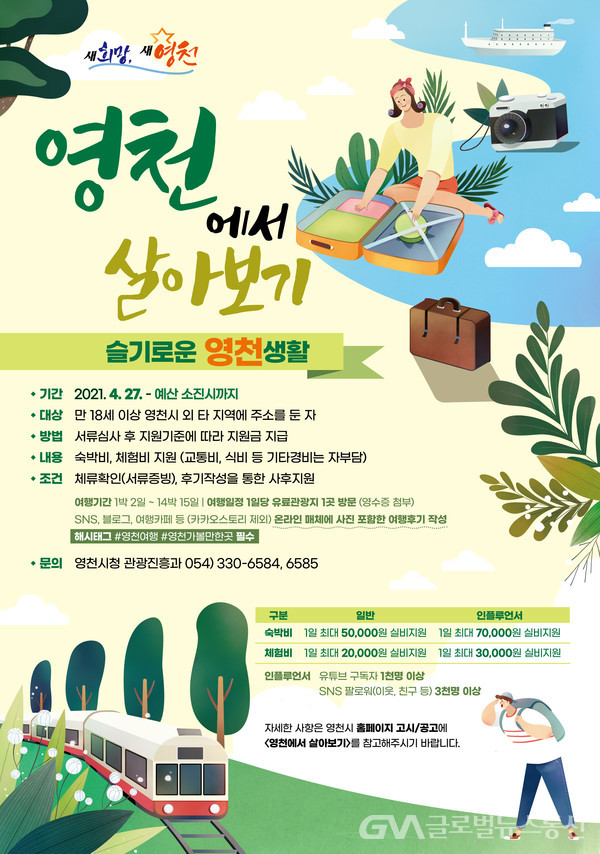 새희망, 새영천
영천
에서
살아보기
슬기로운 영천생활
기간 2021. 4. 27. - 예산 소진시까지
대상 만 18세 이상 영천시 외 타 지역에 주소를 둔 자
방법 서류심사 후 지원기준에 따라 지원금 지급
내용 숙박비, 체험비 지원 (교통비, 식비 등 기타경비는 자부담)
조건 체류확인(서류증빙), 후기작성을 통한 사후지원
여행기간 1박 2일 ~ 14박 15일 | 여행일정 1일당 유료관광지 1곳 방문 (영수증 첨부)
SNS, 블로그, 여행카페 등 (카카오스토리 제외) 온라인 매체에 사진 포함한 여행후기 작성
해시태그 #영천여행 #영천가볼만한곳 필수
문의 영천시청 관광진흥과 054) 330-6584, 6585
구분 일반 인플루언서
숙박비 1일 최대 50,000원 실비지원 1일 최대 70,000원 실비지원
체험비 1일 최대 20,000원 실비지원 1일 최대 30,000원 실비지원
인플루언서 유튜브 구독자 1천명 이상
SNS 팔로워(이웃, 친구 등) 3천명 이상
자세한 사항은 영천시 홈페이지 고시/공고에
<영천에서 살아보기>를 참고해주시기 바랍니다.
GVA 글로벌뉴스통신